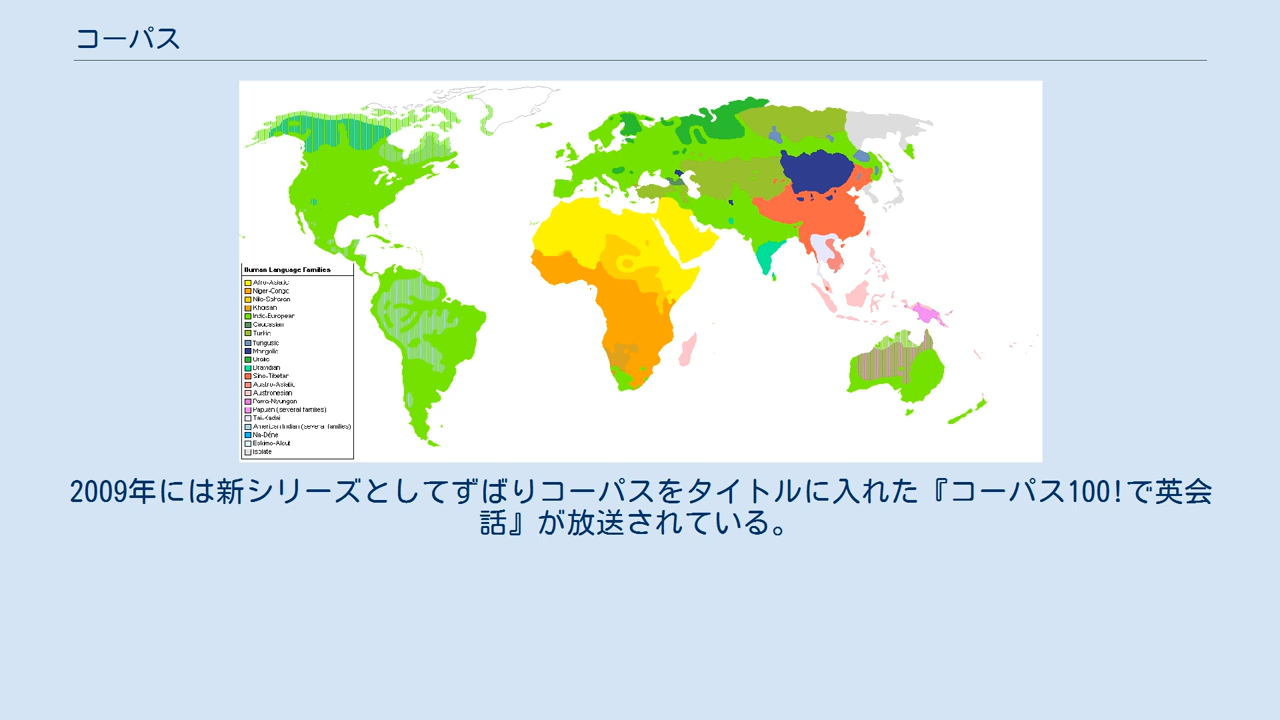 コーパス
Human Language Families
Afro-Asiatic
Niger-Congo
Nilo-Saharan
Khoisan
Indo-European
Caucasian
Turkic
Tungusic
Mongolic
Uralic
Dravidian
Sino-Tibetan
Austro-Asiatic
Austronesian
Pama-Nyungan
Papuan (several families)
Tai-Kadai
American Indian (several families)
Na-Dene
Eskimo-Aleut
Isolate
2009年には新シリーズとしてずばりコーパスをタイトルに入れた『コーパス100!で英会
話』が放送されている。